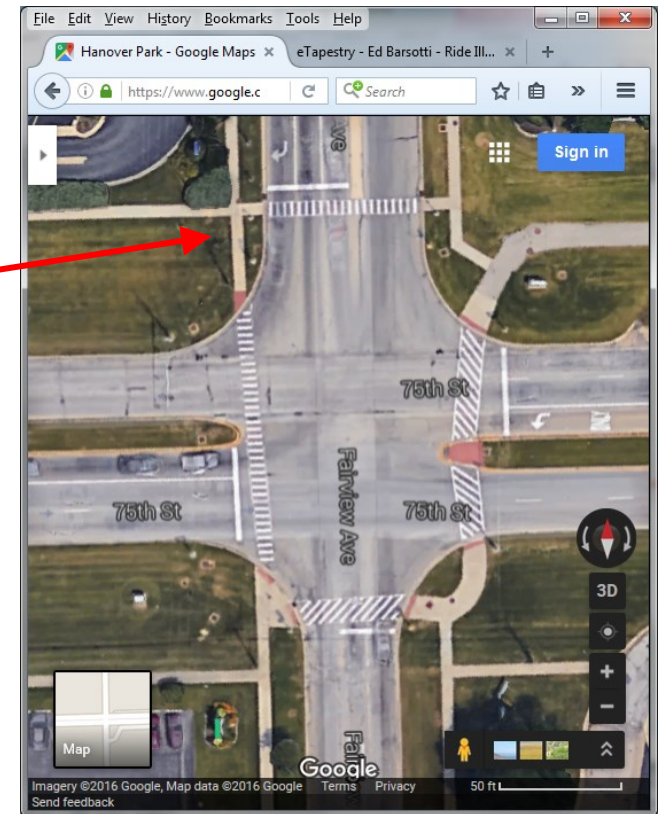 File Edit View History Bookmarks Tools Help
Hanover Park - Google Maps × eTapestry - Ed Barsotti - Ride Ill... × +
https://www.google.c Search
Ave
Sign in
75th St
Fairview Ave
75th St 75th St
3D
+
−
Map
Google
Imagery ©2016 Google, Map data ©2016 Google Terms Privacy 50 ft
Send feedback